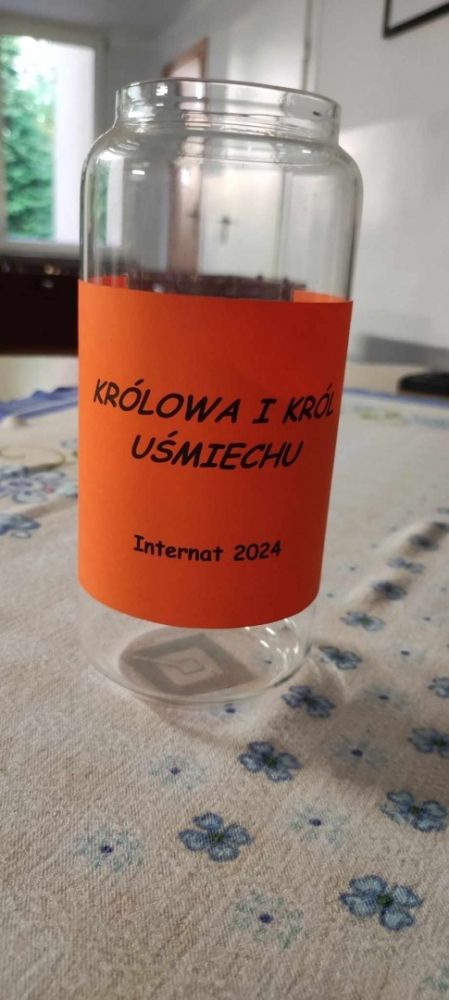 KRÓLOWA I KRÓL
UŚMIECHU
Internat 2024